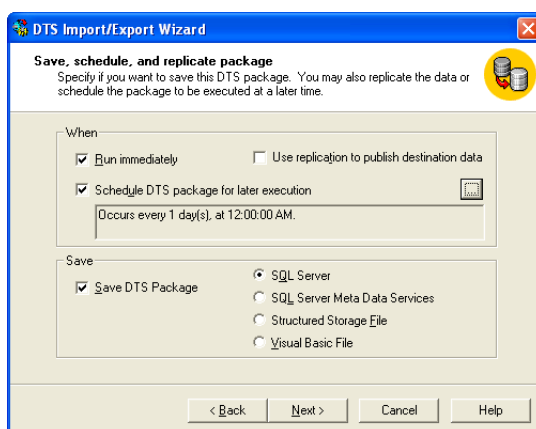 DTS Import/Export Wizard
Save, schedule, and replicate package
Specify if you want to save this DTS package. You may also replicate the data or
schedule the package to be executed at a later time.
When
Run immediately
Use replication to publish destination data
Schedule DTS package for later execution
...
Occurs every 1 day(s), at 12:00:00 AM.
Save
Save DTS Package
SQL Server
SQL Server Meta Data Services
Structured Storage File
Visual Basic File
< Back
Next >
Cancel
Help